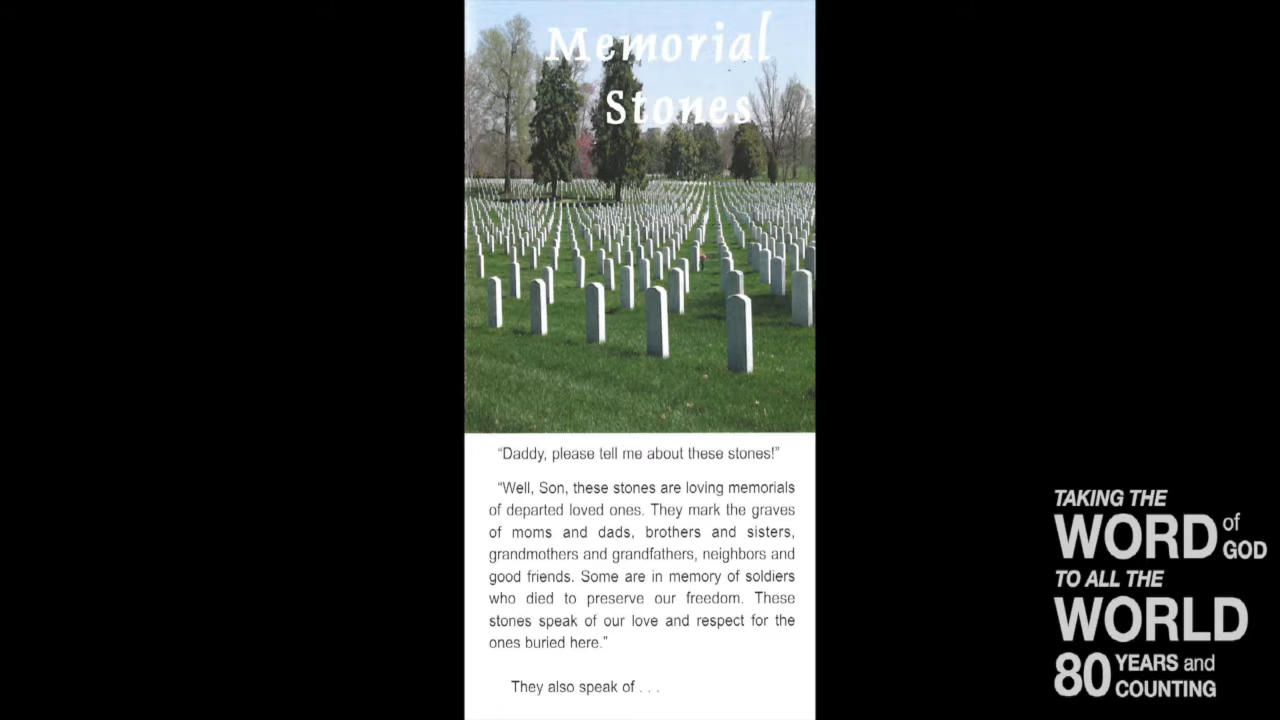 Memorial
Stones
“Daddy, please tell me about these stones!”
“Well, Son, these stones are loving memorials
of departed loved ones. They mark the graves
of moms and dads, brothers and sisters,
grandmothers and grandfathers, neighbors and
good friends. Some are in memory of soldiers
who died to preserve our freedom. These
stones speak of our love and respect for the
ones buried here.”
They also speak of . . .
TAKING THE
WORD of GOD
TO ALL THE
WORLD
80 YEARS and
COUNTING